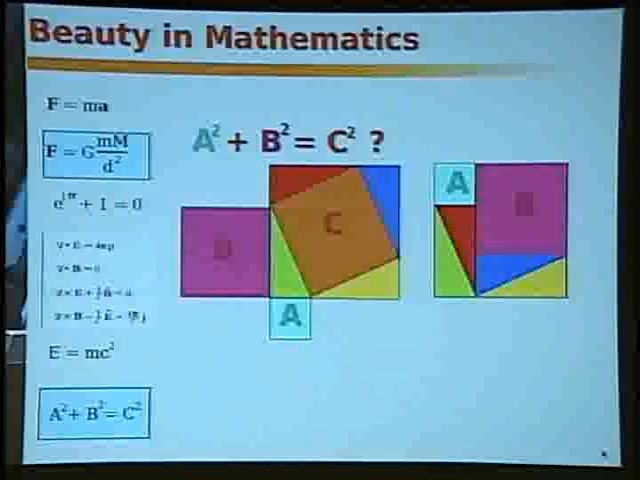 Beauty in Mathematics
F = ma
F = G mM/d²
e^iπ + 1 = 0
E = mc²
A² + B² = C²
A² + B² = C² ?
B
C
A
A
B